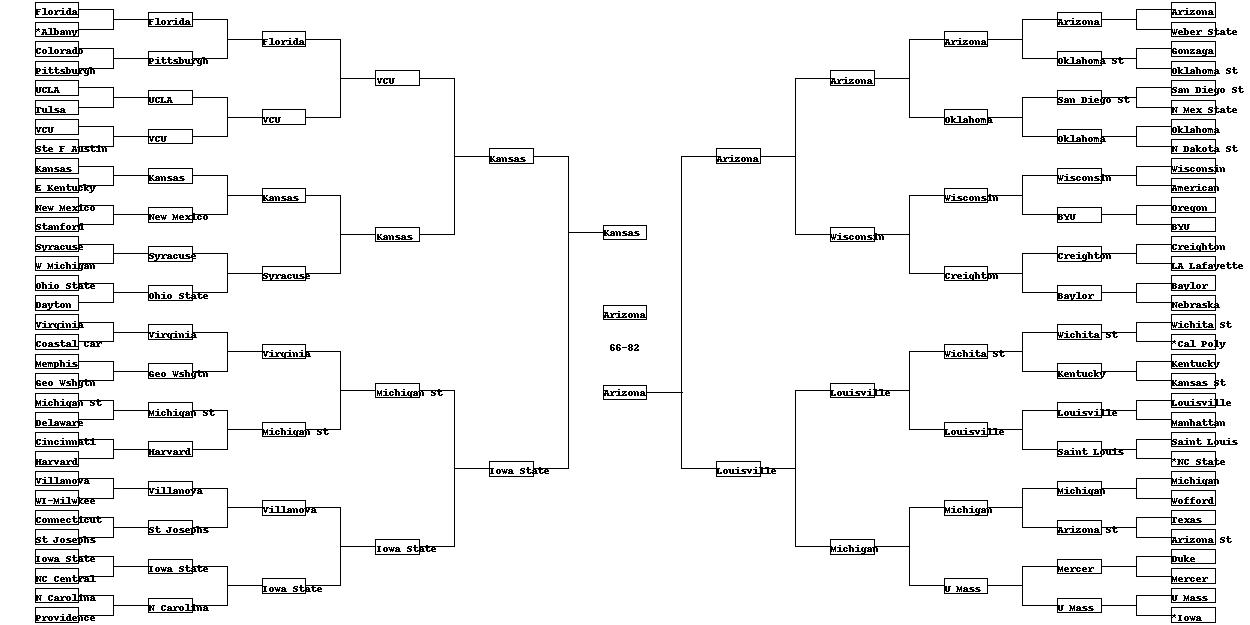 Florida
*Albany
Colorado
Pittsburgh
UCLA
Tulsa
VCU
Ste F Austin
Kansas
E Kentucky
New Mexico
Stanford
Syracuse
W Michigan
Ohio State
Dayton
Virginia
Coastal Car
Memphis
Geo Wshgtn
Michigan St
Delaware
Cincinnati
Harvard
Villanova
WI-Milwkee
Connecticut
St Josephs
Iowa State
NC Central
N Carolina
Providence
Florida
Pittsburgh
UCLA
VCU
Kansas
New Mexico
Syracuse
Ohio State
Virginia
Geo Wshgtn
Michigan St
Harvard
Villanova
St Josephs
Iowa State
N Carolina
Florida
VCU
Kansas
Syracuse
Virginia
Michigan St
Villanova
Iowa State
VCU
Kansas
Michigan St
Iowa State
Kansas
Iowa State
Kansas
Arizona
66-82
Arizona
Arizona
Louisville
Arizona
Wisconsin
Louisville
Michigan
Arizona
Oklahoma
Wisconsin
Creighton
Wichita St
Louisville
Michigan
U Mass
Arizona
Oklahoma St
San Diego St
Oklahoma
Wisconsin
BYU
Creighton
Baylor
Wichita St
Kentucky
Louisville
Saint Louis
Michigan
Arizona St
Mercer
U Mass
Arizona
Weber State
Gonzaga
Oklahoma St
San Diego St
N Mex State
Oklahoma
N Dakota St
Wisconsin
American
Oregon
BYU
Creighton
LA Lafayette
Baylor
Nebraska
Wichita St
*Cal Poly
Kentucky
Kansas St
Louisville
Manhattan
Saint Louis
*NC State
Michigan
Wofford
Texas
Arizona St
Duke
Mercer
U Mass
*Iowa